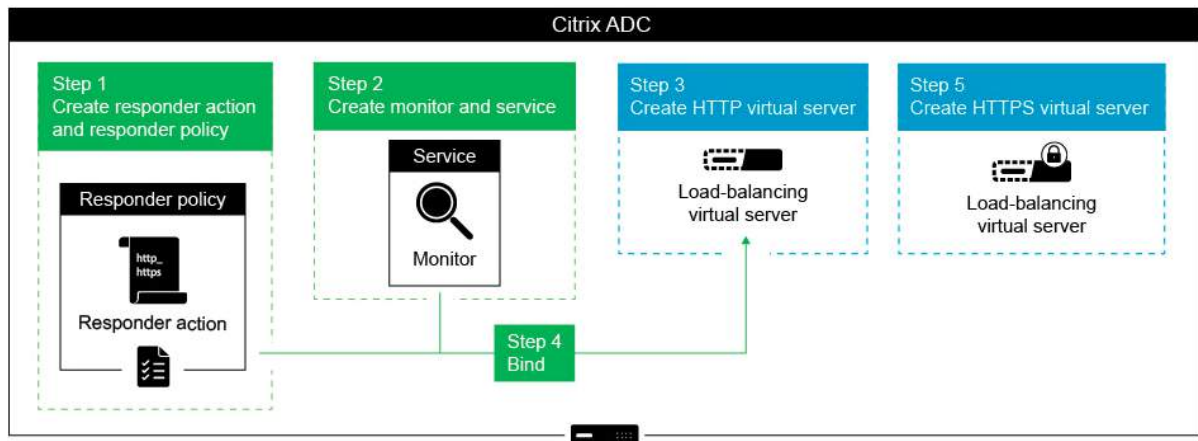 Citrix ADC
Step 1
Create responder action
and responder policy
Responder policy
http_
https
Responder action
Step 2
Create monitor and service
Service
Monitor
Step 3
Create HTTP virtual server
Load-balancing
virtual server
Step 4
Bind
Step 5
Create HTTPS virtual server
Load-balancing
virtual server